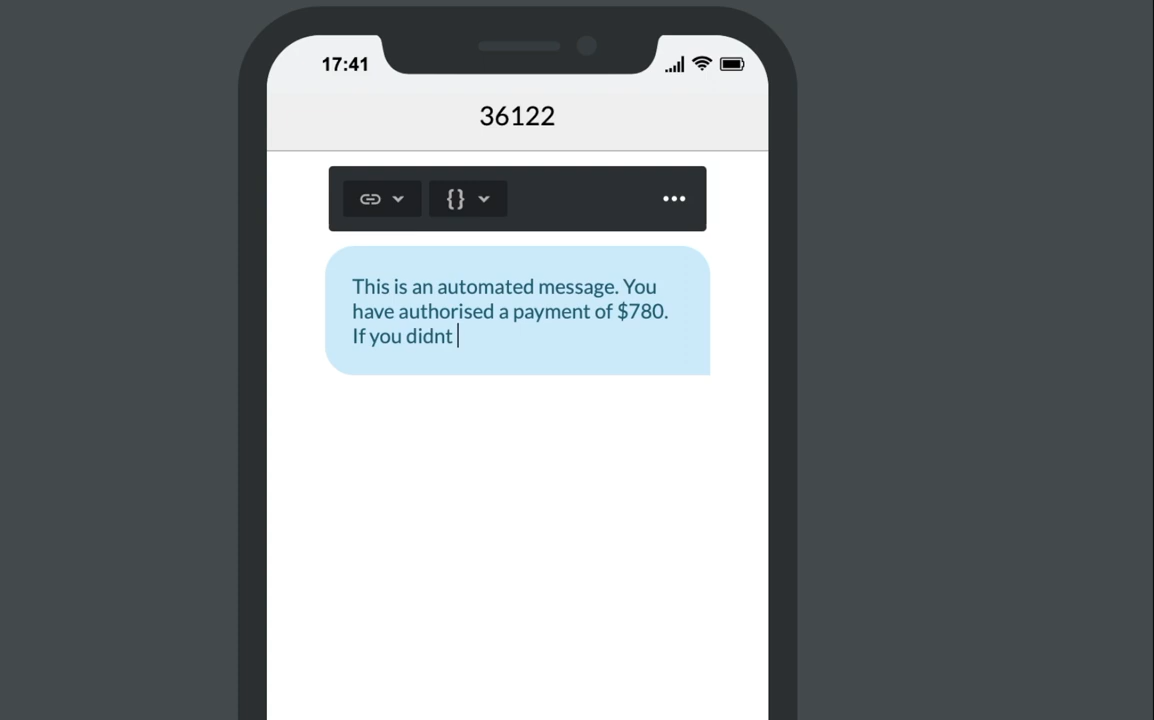 17:41
36122
{}
This is an automated message. You
have authorised a payment of $780.
If you didnt